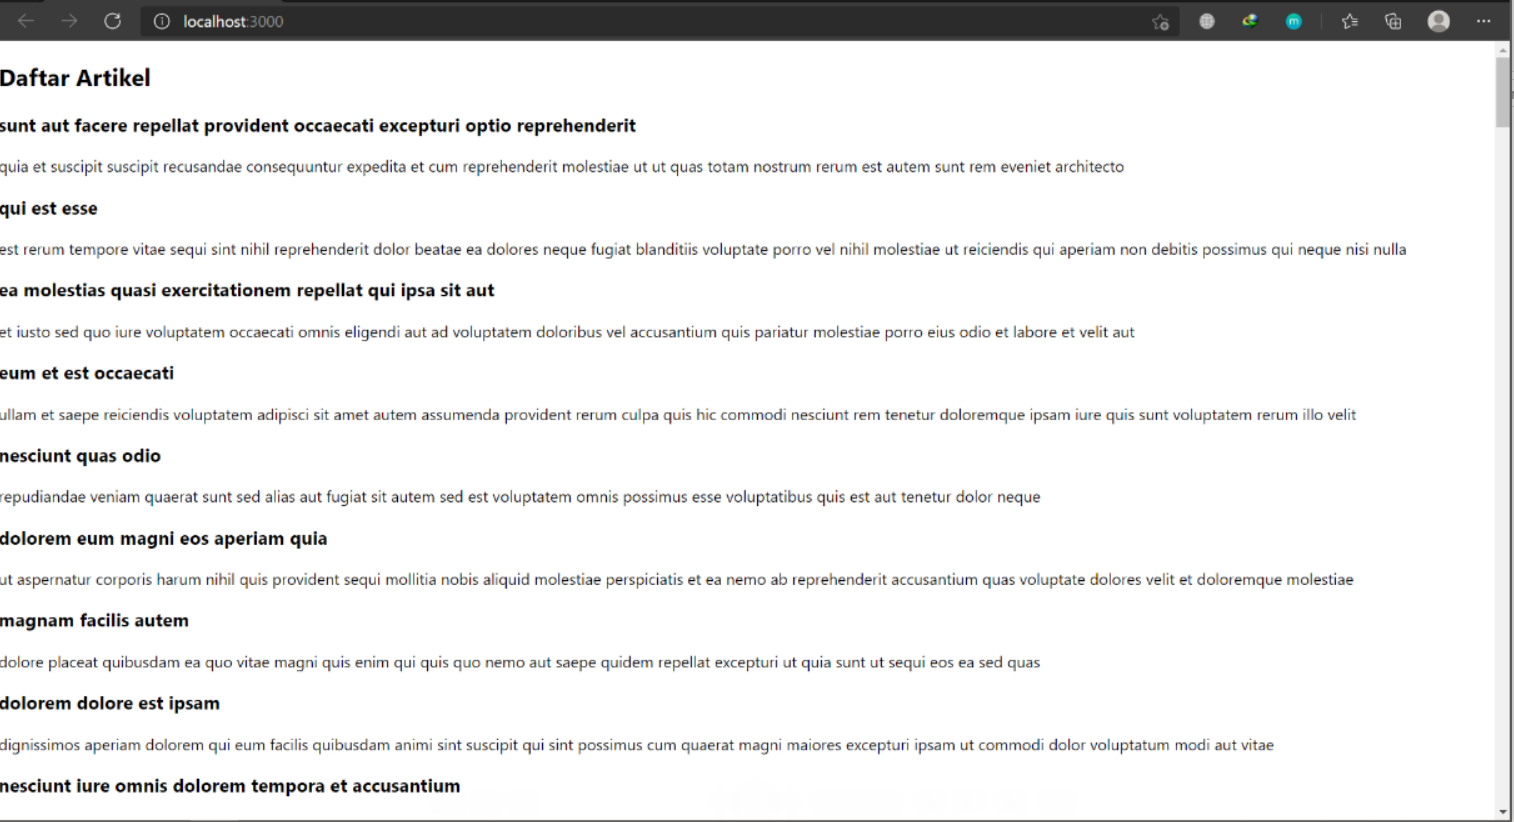 localhost:3000
m
Daftar Artikel
sunt aut facere repellat provident occaecati excepturi optio reprehenderit
quia et suscipit suscipit recusandae consequuntur expedita et cum reprehenderit molestiae ut ut quas totam nostrum rerum est autem sunt rem eveniet architecto
qui est esse
est rerum tempore vitae sequi sint nihil reprehenderit dolor beatae ea dolores neque fugiat blanditiis voluptate porro vel nihil molestiae ut reiciendis qui aperiam non debitis possimus qui neque nisi nulla
ea molestias quasi exercitationem repellat qui ipsa sit aut
et iusto sed quo iure voluptatem occaecati omnis eligendi aut ad voluptatem doloribus vel accusantium quis pariatur molestiae porro eius odio et labore et velit aut
eum et est occaecati
ullam et saepe reiciendis voluptatem adipisci sit amet autem assumenda provident rerum culpa quis hic commodi nesciunt rem tenetur doloremque ipsam iure quis sunt voluptatem rerum illo velit
nesciunt quas odio
repudiandae veniam quaerat sunt sed alias aut fugiat sit autem sed est voluptatem omnis possimus esse voluptatibus quis est aut tenetur dolor neque
dolorem eum magni eos aperiam quia
ut aspernatur corporis harum nihil quis provident sequi mollitia nobis aliquid molestiae perspiciatis et ea nemo ab reprehenderit accusantium quas voluptate dolores velit et doloremque molestiae
magnam facilis autem
dolore placeat quibusdam ea quo vitae magni quis enim qui quis quo nemo aut saepe quidem repellat excepturi ut quia sunt ut sequi eos ea sed quas
dolorem dolore est ipsam
dignissimos aperiam dolorem qui eum facilis quibusdam animi sint suscipit qui sint possimus cum quaerat magni maiores excepturi ipsam ut commodi dolor voluptatum modi aut vitae
nesciunt iure omnis dolorem tempora et accusantium